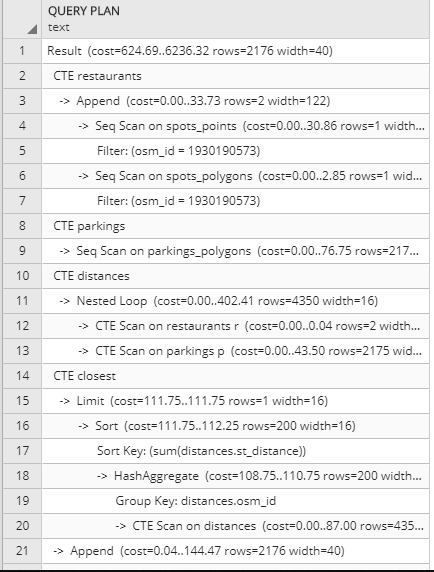 QUERY PLAN
text
1 Result (cost=624.69..6236.32 rows=2176 width=40)
2 CTE restaurants
3 -> Append (cost=0.00..33.73 rows=2 width=122)
4 -> Seq Scan on spots_points (cost=0.00..30.86 rows=1 width...
5 Filter: (osm_id = 1930190573)
6 -> Seq Scan on spots_polygons (cost=0.00..2.85 rows=1 wid...
7 Filter: (osm_id = 1930190573)
8 CTE parkings
9 -> Seq Scan on parkings_polygons (cost=0.00..76.75 rows=217...
10 CTE distances
11 -> Nested Loop (cost=0.00..402.41 rows=4350 width=16)
12 -> CTE Scan on restaurants r (cost=0.00..0.04 rows=2 width...
13 -> CTE Scan on parkings p (cost=0.00..43.50 rows=2175 wid...
14 CTE closest
15 -> Limit (cost=111.75..111.75 rows=1 width=16)
16 -> Sort (cost=111.75..112.25 rows=200 width=16)
17 Sort Key: (sum(distances.st_distance))
18 -> HashAggregate (cost=108.75..110.75 rows=200 width...
19 Group Key: distances.osm_id
20 -> CTE Scan on distances (cost=0.00..87.00 rows=435...
21 -> Append (cost=0.04..144.47 rows=2176 width=40)